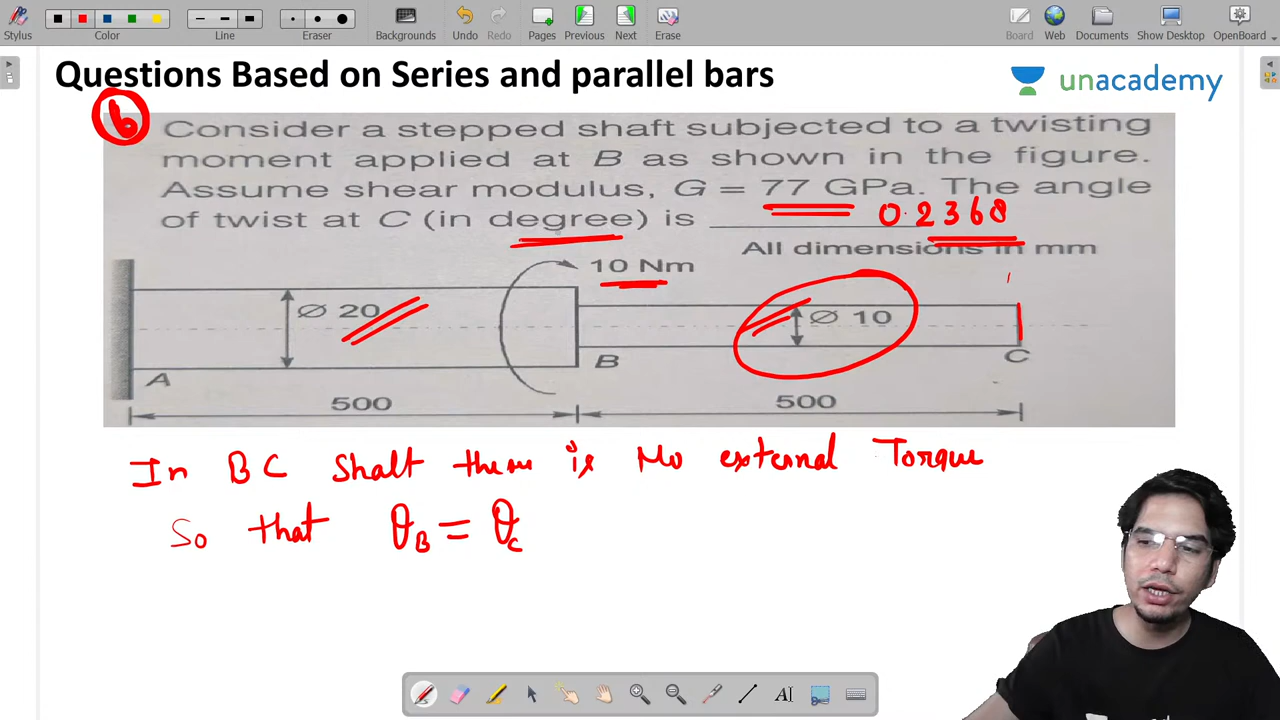 Stylus
Color
Line
Eraser
Backgrounds
Undo
Redo
Pages
Previous
Next
Erase
Board
Web
Documents
Show Desktop
OpenBoard
Questions Based on Series and parallel bars
unacademy
6
Consider a stepped shaft subjected to a twisting
moment applied at B as shown in the figure.
Assume shear modulus, G = 77 GPa. The angle
of twist at C (in degree) is ____________
0.2368
All dimensions in mm
10 Nm
Ø 20
Ø 10
A
B
C
500
500
In BC Shaft there is No external Torque
So that θB = θC
AI